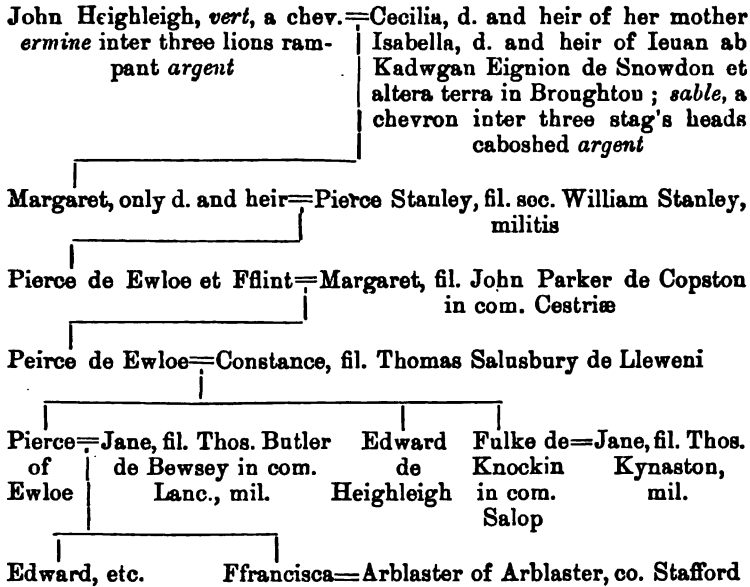 John Heighleigh, vert, a chev.=Cecilia, d. and heir of her mother
ermine inter three lions ram-
pant argent
Isabella, d. and heir of Ieuan ab
Kadwgan Eignion de Snowdon et
altera terra in Broughton ; sable, a
chevron inter three stag's heads
caboshed argent
Margaret, only d. and heir=Pierce Stanley, fil. sec. William Stanley,
militis
Pierce de Ewloe et Fflint=Margaret, fil. John Parker de Copston
in com. Cestriæ
Peirce de Ewloe=Constance, fil. Thomas Salusbury de Lleweni
Pierce=Jane, fil. Thos. Butler
of
Ewloe
de Bewsey in com.
Lanc., mil.
Edward
de
Heighleigh
Fulke de=Jane, fil. Thos.
Knockin
in com.
Salop
Kynaston,
mil.
Edward, etc.
Ffrancisca=Arblaster of Arblaster, co. Stafford